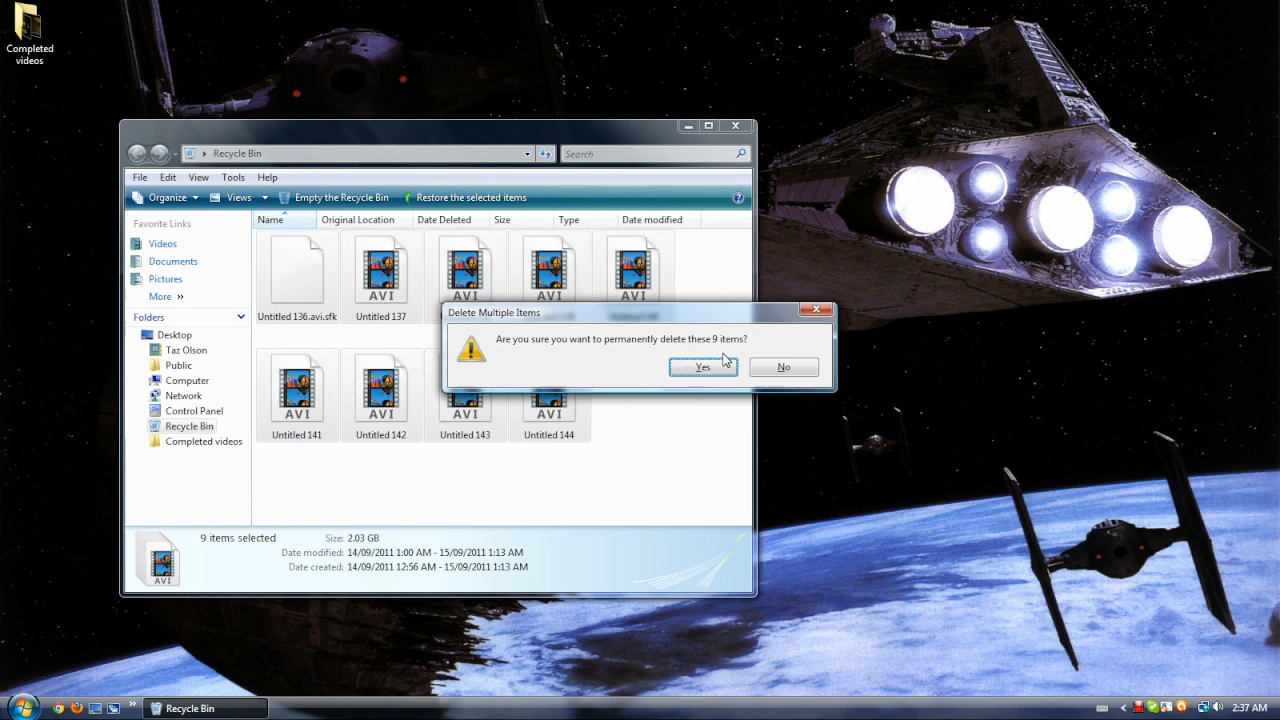 Completed
videos
Recycle Bin
Search
File Edit View Tools Help
Organize Views Empty the Recycle Bin Restore the selected items
Favorite Links
Videos
Documents
Pictures
More
Folders
Desktop
Taz Olson
Public
Computer
Network
Control Panel
Recycle Bin
Completed videos
Name Original Location Date Deleted Size Type Date modified
AVI AVI AVI AVI
Untitled 136.avi.sfk Untitled 137
Delete Multiple Items
Are you sure you want to permanently delete these 9 items?
Yes No
AVI AVI AVI AVI
Untitled 141 Untitled 142 Untitled 143 Untitled 144
AVI
9 items selected Size: 2.03 GB
Date modified: 14/09/2011 1:00 AM - 15/09/2011 1:13 AM
Date created: 14/09/2011 12:56 AM - 15/09/2011 1:13 AM
Recycle Bin
2:37 AM